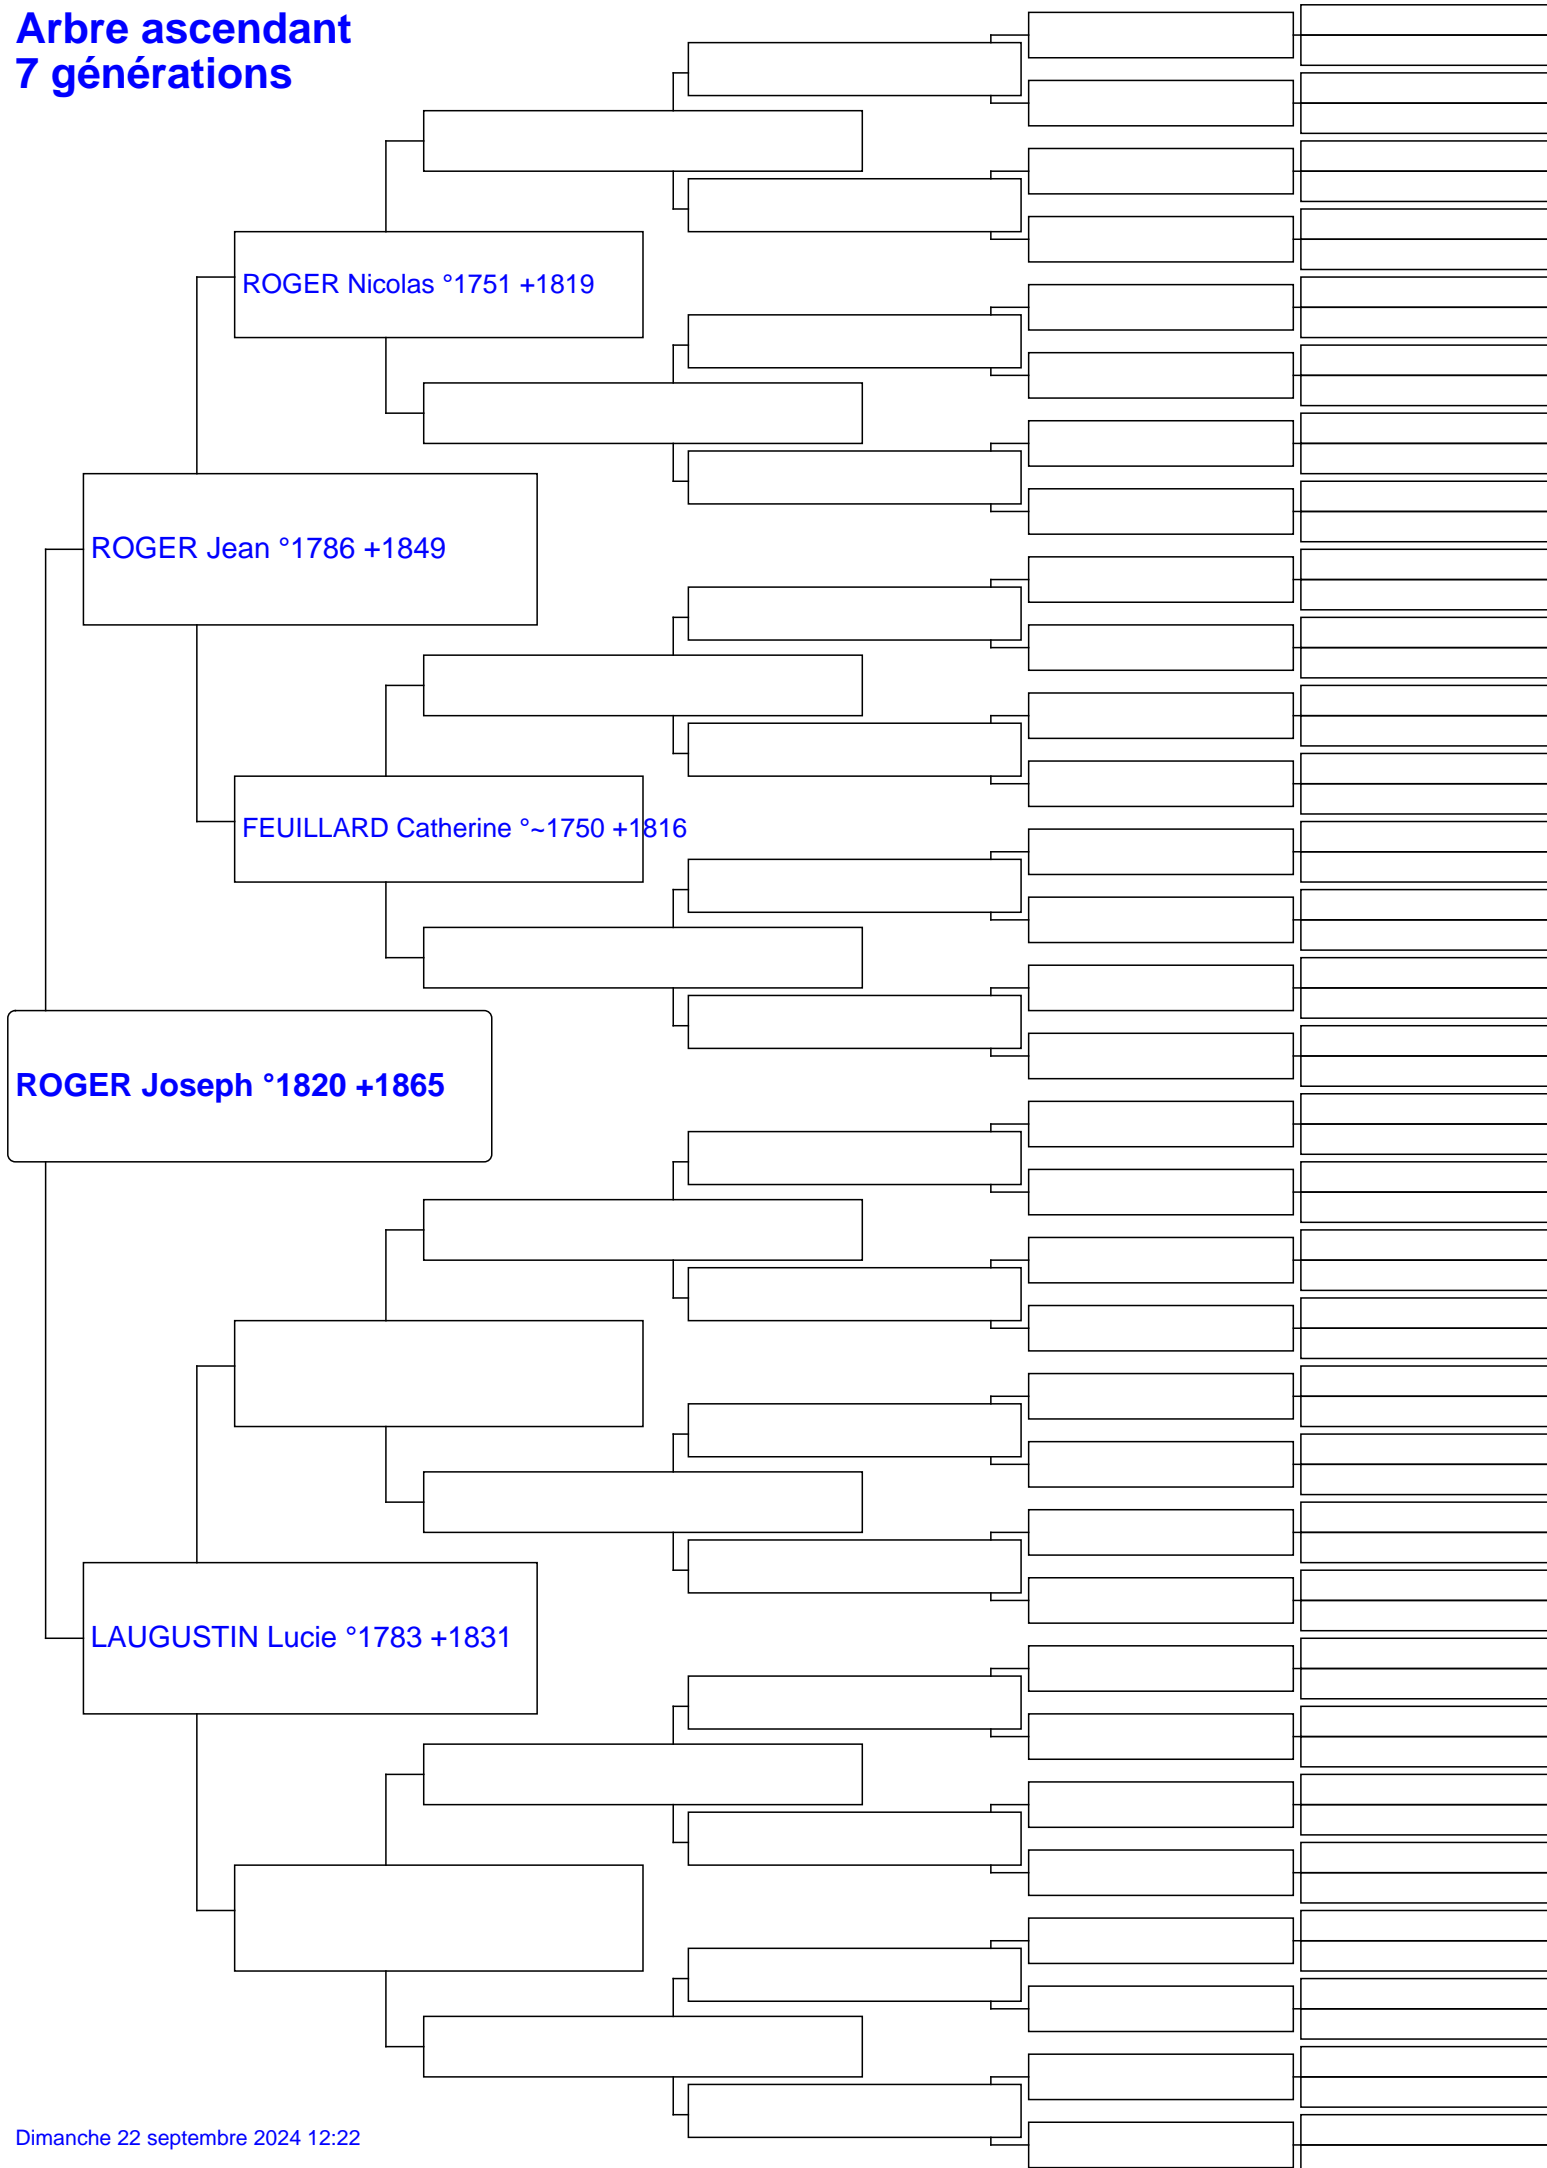 Arbre ascendant
7 générations
ROGER Nicolas °1751 +1819
ROGER Jean °1786 +1849
FEUILLARD Catherine °~1750 +1816
ROGER Joseph °1820 +1865
LAUGUSTIN Lucie °1783 +1831
Dimanche 22 septembre 2024 12:22